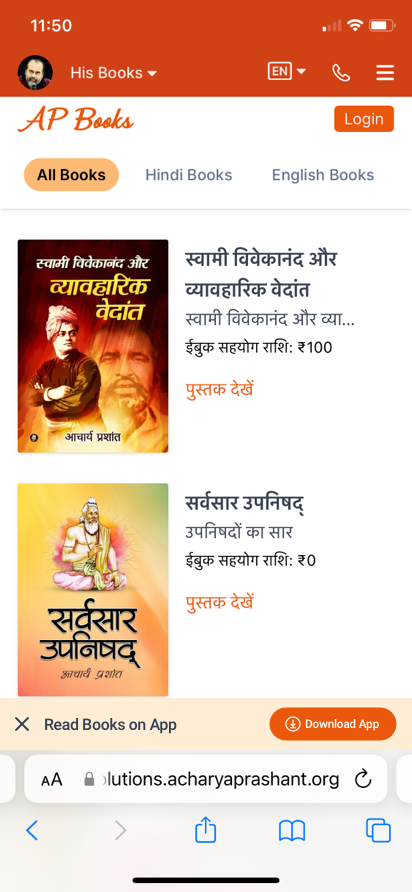 11:50
His Books
EN
AP Books
Login
All Books
Hindi Books
English Books
स्वामी विवेकानंद और
व्यावहारिक
वेदांत
आचार्य प्रशांत
स्वामी विवेकानंद और
व्यावहारिक वेदांत
स्वामी विवेकानंद और व्या...
ईबुक सहयोग राशि: ₹100
पुस्तक देखें
सर्वसार
उपनिषद्
आचार्य प्रशांत
सर्वसार उपनिषद्
उपनिषदों का सार
ईबुक सहयोग राशि: ₹0
पुस्तक देखें
Read Books on App
Download App
AA
lutions.acharyaprashant.org